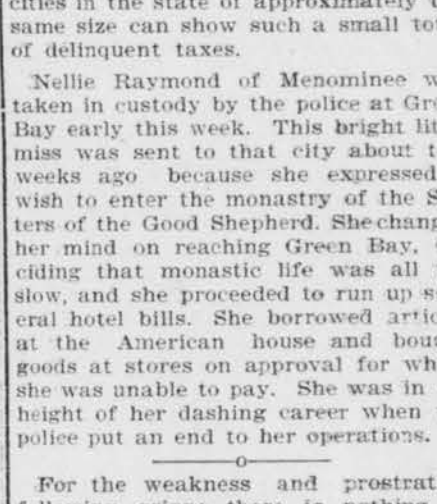 cities in the state of approximately
same size can show such a small to
of delinquent taxes.
Nellie Raymond of Menominee w
taken in custody by the police at Gre
Bay early this week. This bright lit
miss was sent to that city about t
weeks ago because she expressed
wish to enter the monastry of the S
ters of the Good Shepherd. She chang
her mind on reaching Green Bay,
ciding that monastic life was all
slow, and she proceeded to run up s
eral hotel bills. She borrowed artic
at the American house and boug
goods at stores on approval for wh
she was unable to pay. She was in
height of her dashing career when
police put an end to her operations.
o
For the weakness and prostrat